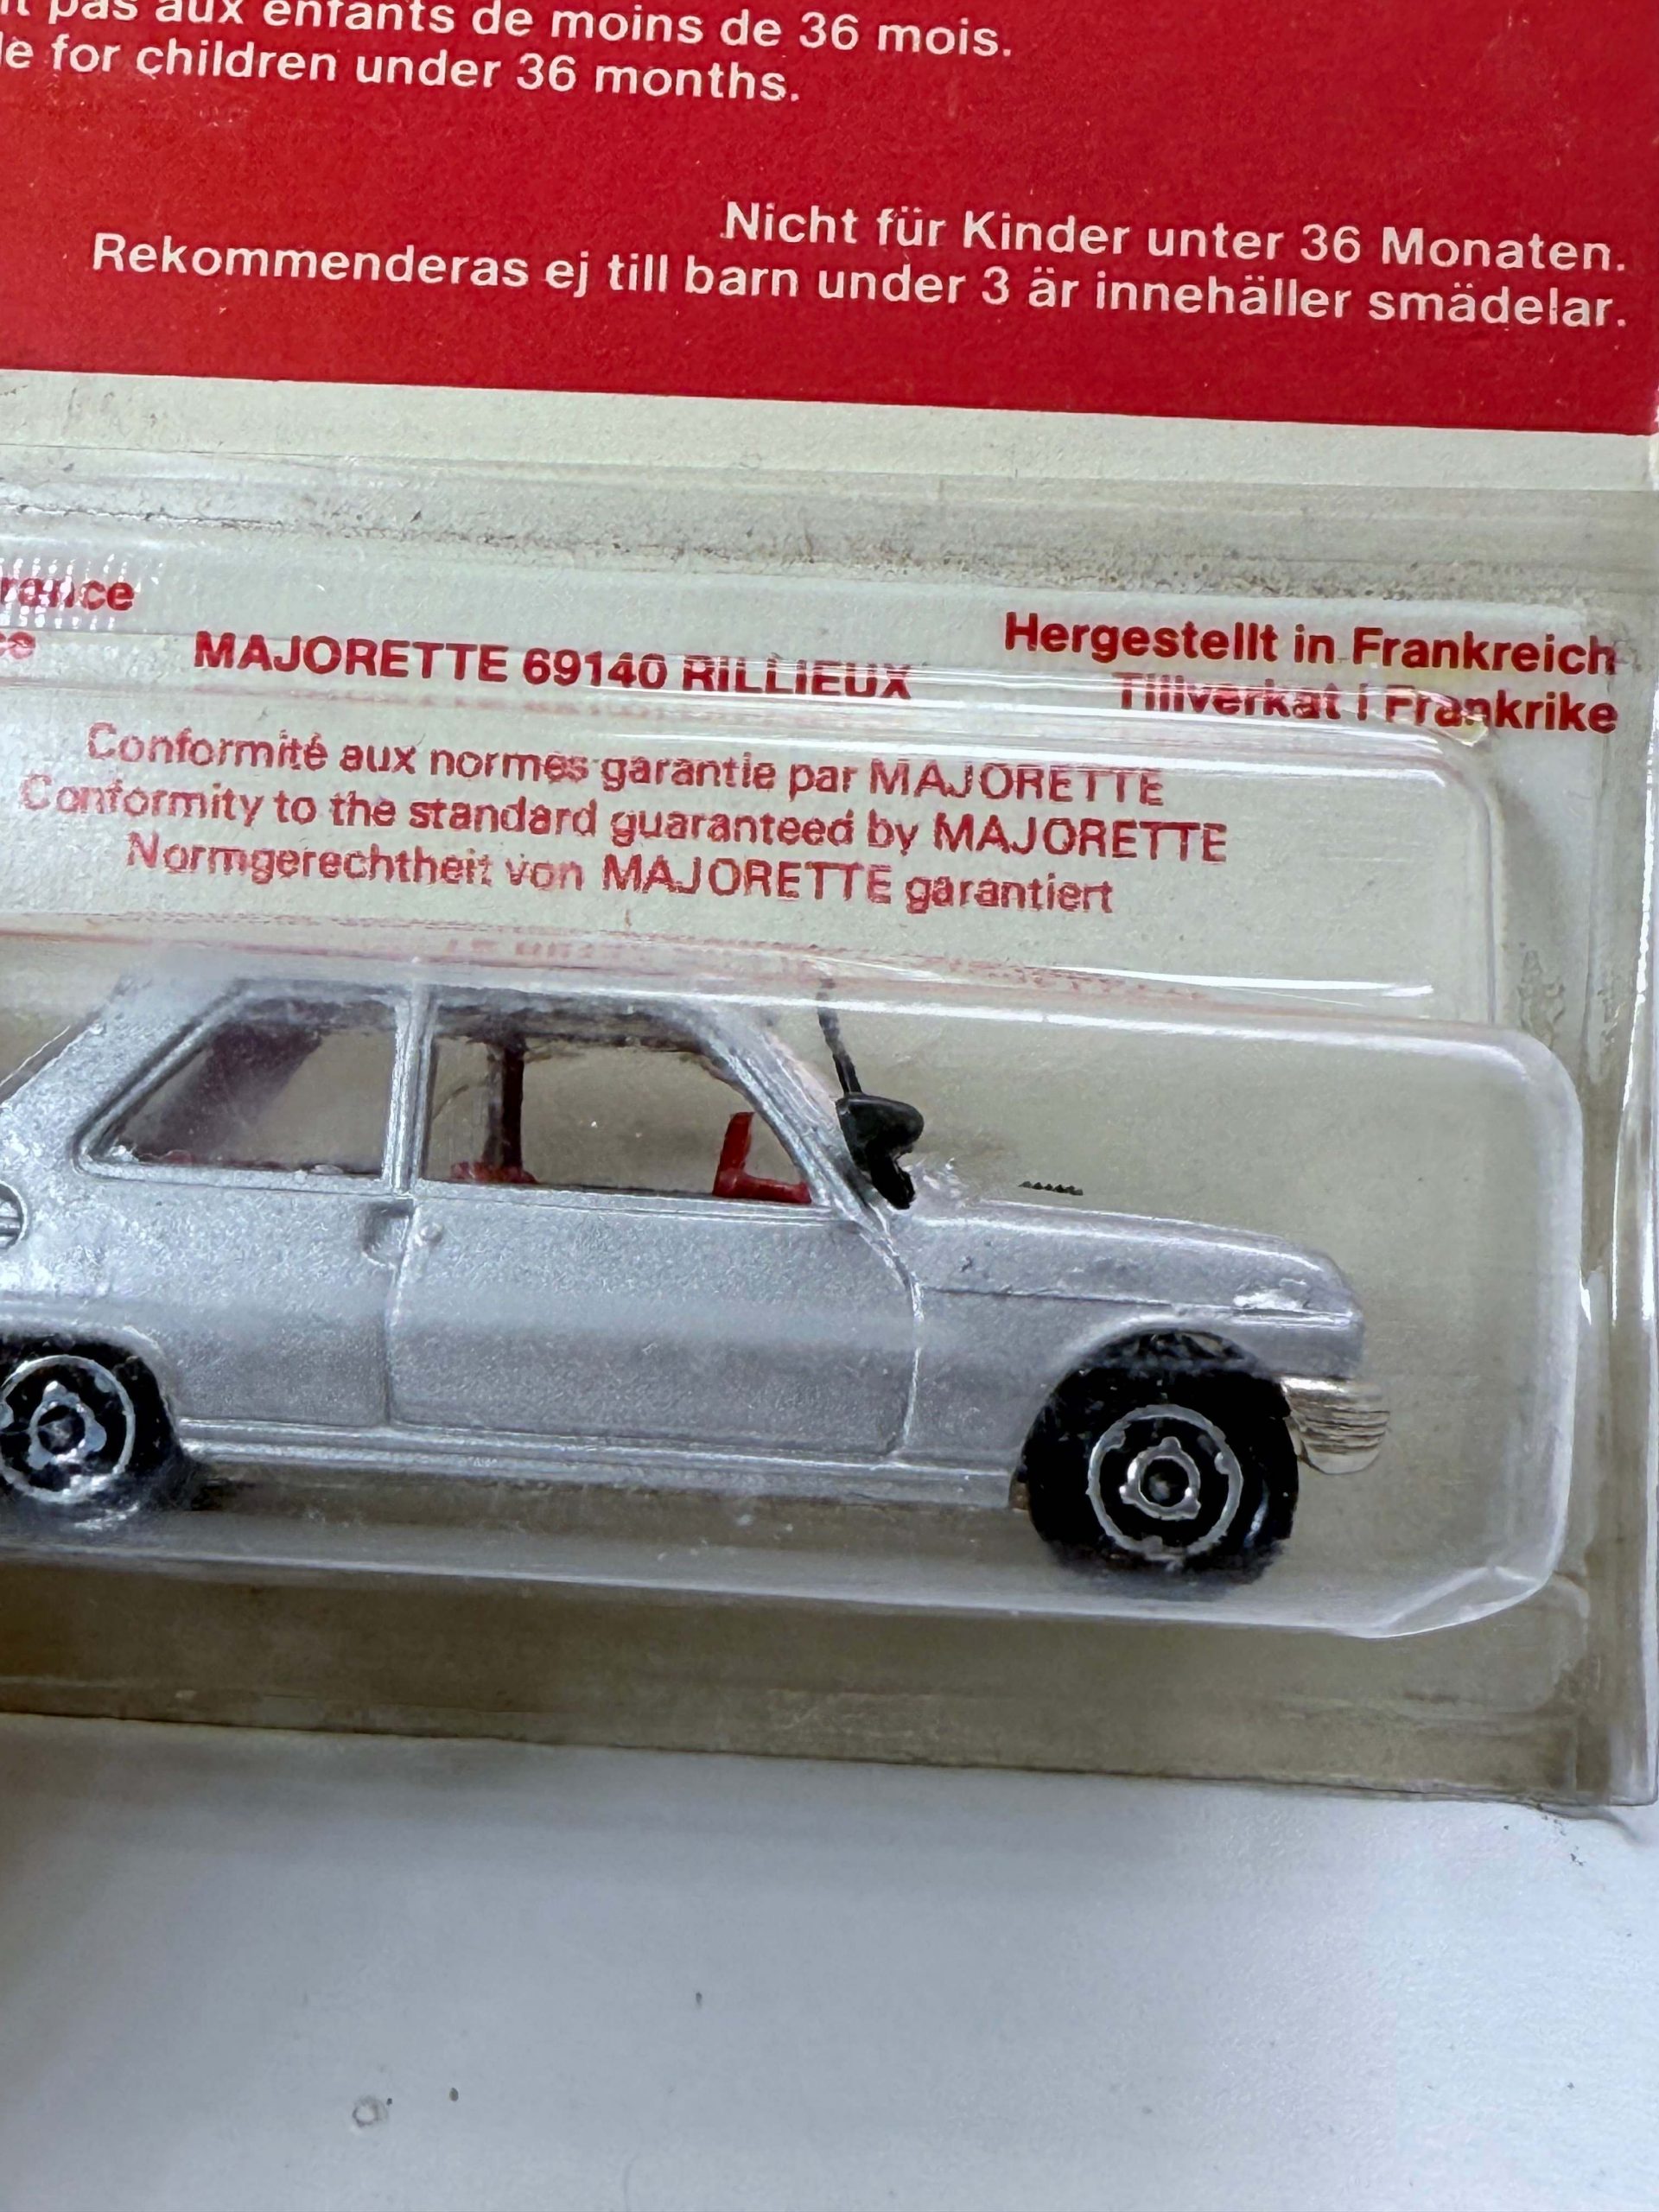 pas aux enfants de moins de 36 mois.
for children under 36 months.
Nicht für Kinder unter 36 Monaten.
Rekommenderas ej till barn under 3 är innehäller smädelar.
MAJORETTE 69140 RILLIEUX
Hergestellt in Frankreich
Tillverkat i Frankrike
Conformité aux normes garantie par MAJORETTE
Conformity to the standard guaranteed by MAJORETTE
Normgerechtheit von MAJORETTE garantiert